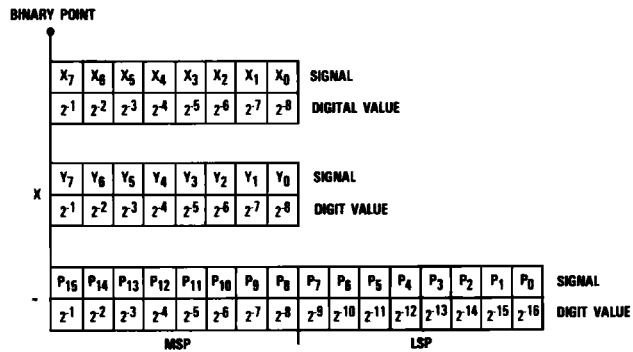 BINARY POINT
X7 X6 X5 X4 X3 X2 X1 X0 SIGNAL
2-1 2-2 2-3 2-4 2-5 2-6 2-7 2-8 DIGITAL VALUE
Y7 Y6 Y5 Y4 Y3 Y2 Y1 Y0 SIGNAL
X 2-1 2-2 2-3 2-4 2-5 2-6 2-7 2-8 DIGIT VALUE
P15 P14 P13 P12 P11 P10 P9 P8 P7 P6 P5 P4 P3 P2 P1 P0 SIGNAL
- 2-1 2-2 2-3 2-4 2-5 2-6 2-7 2-8 2-9 2-10 2-11 2-12 2-13 2-14 2-15 2-16 DIGIT VALUE
MSP LSP